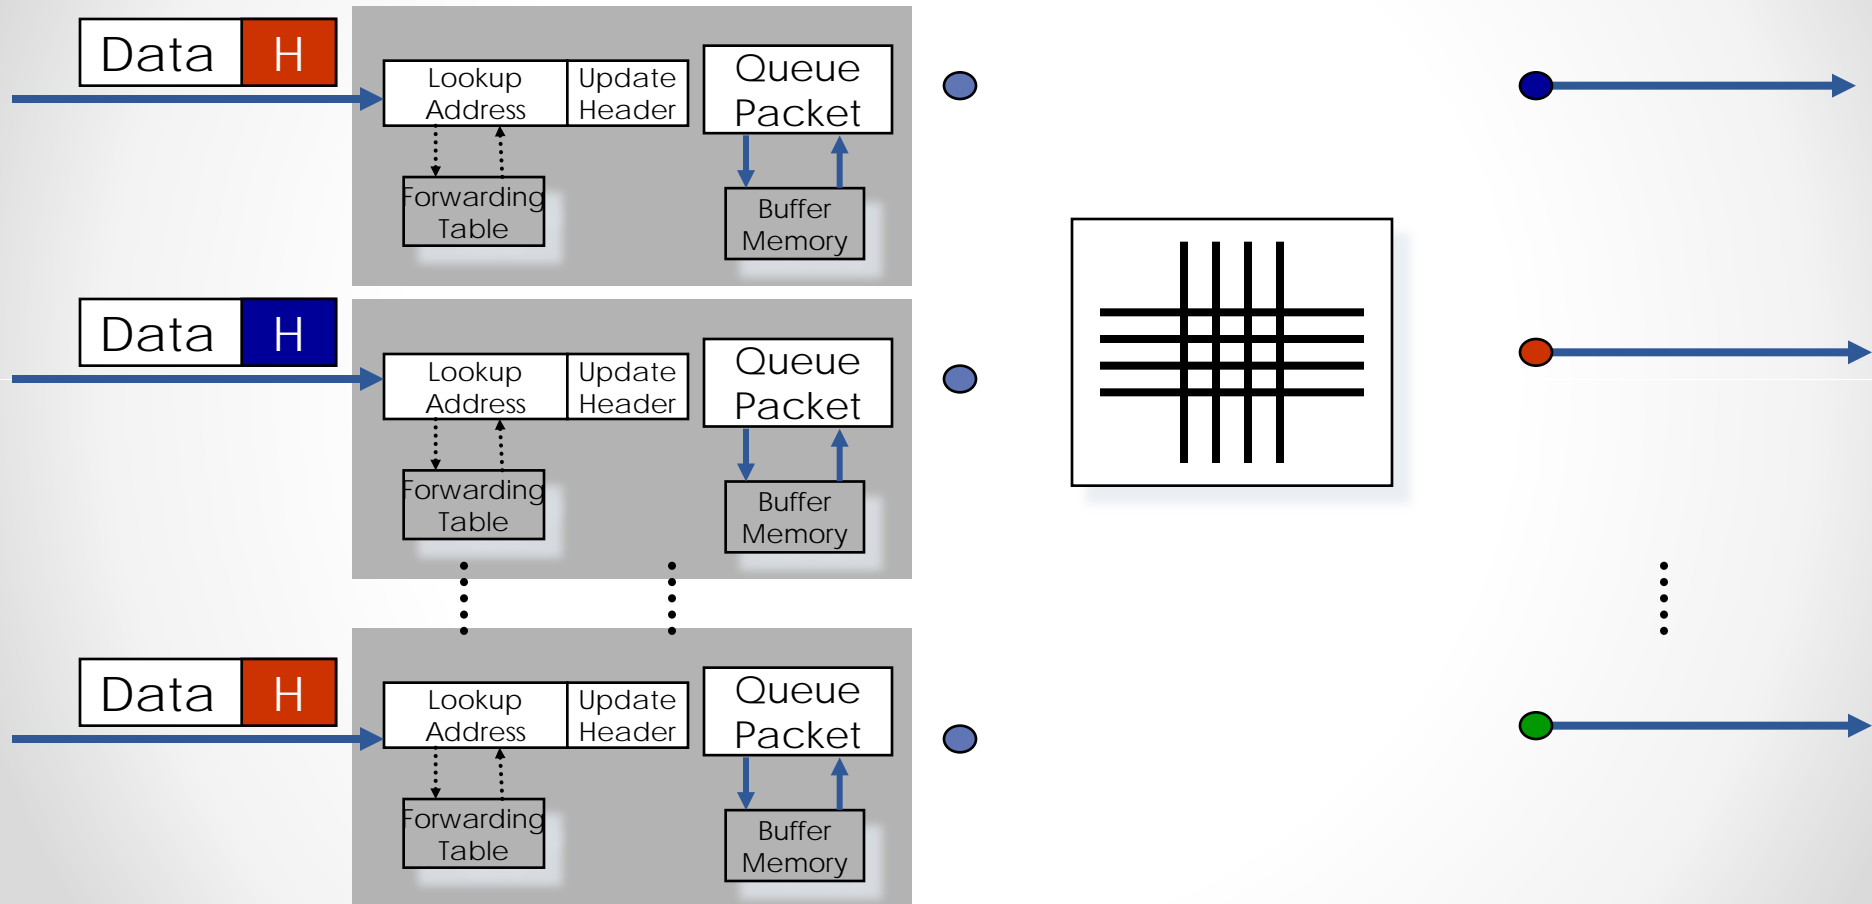 Data H
Lookup
Address
Update
Header
Queue
Packet
Forwarding
Table
Buffer
Memory
Data H
Lookup
Address
Update
Header
Queue
Packet
Forwarding
Table
Buffer
Memory
Data H
Lookup
Address
Update
Header
Queue
Packet
Forwarding
Table
Buffer
Memory